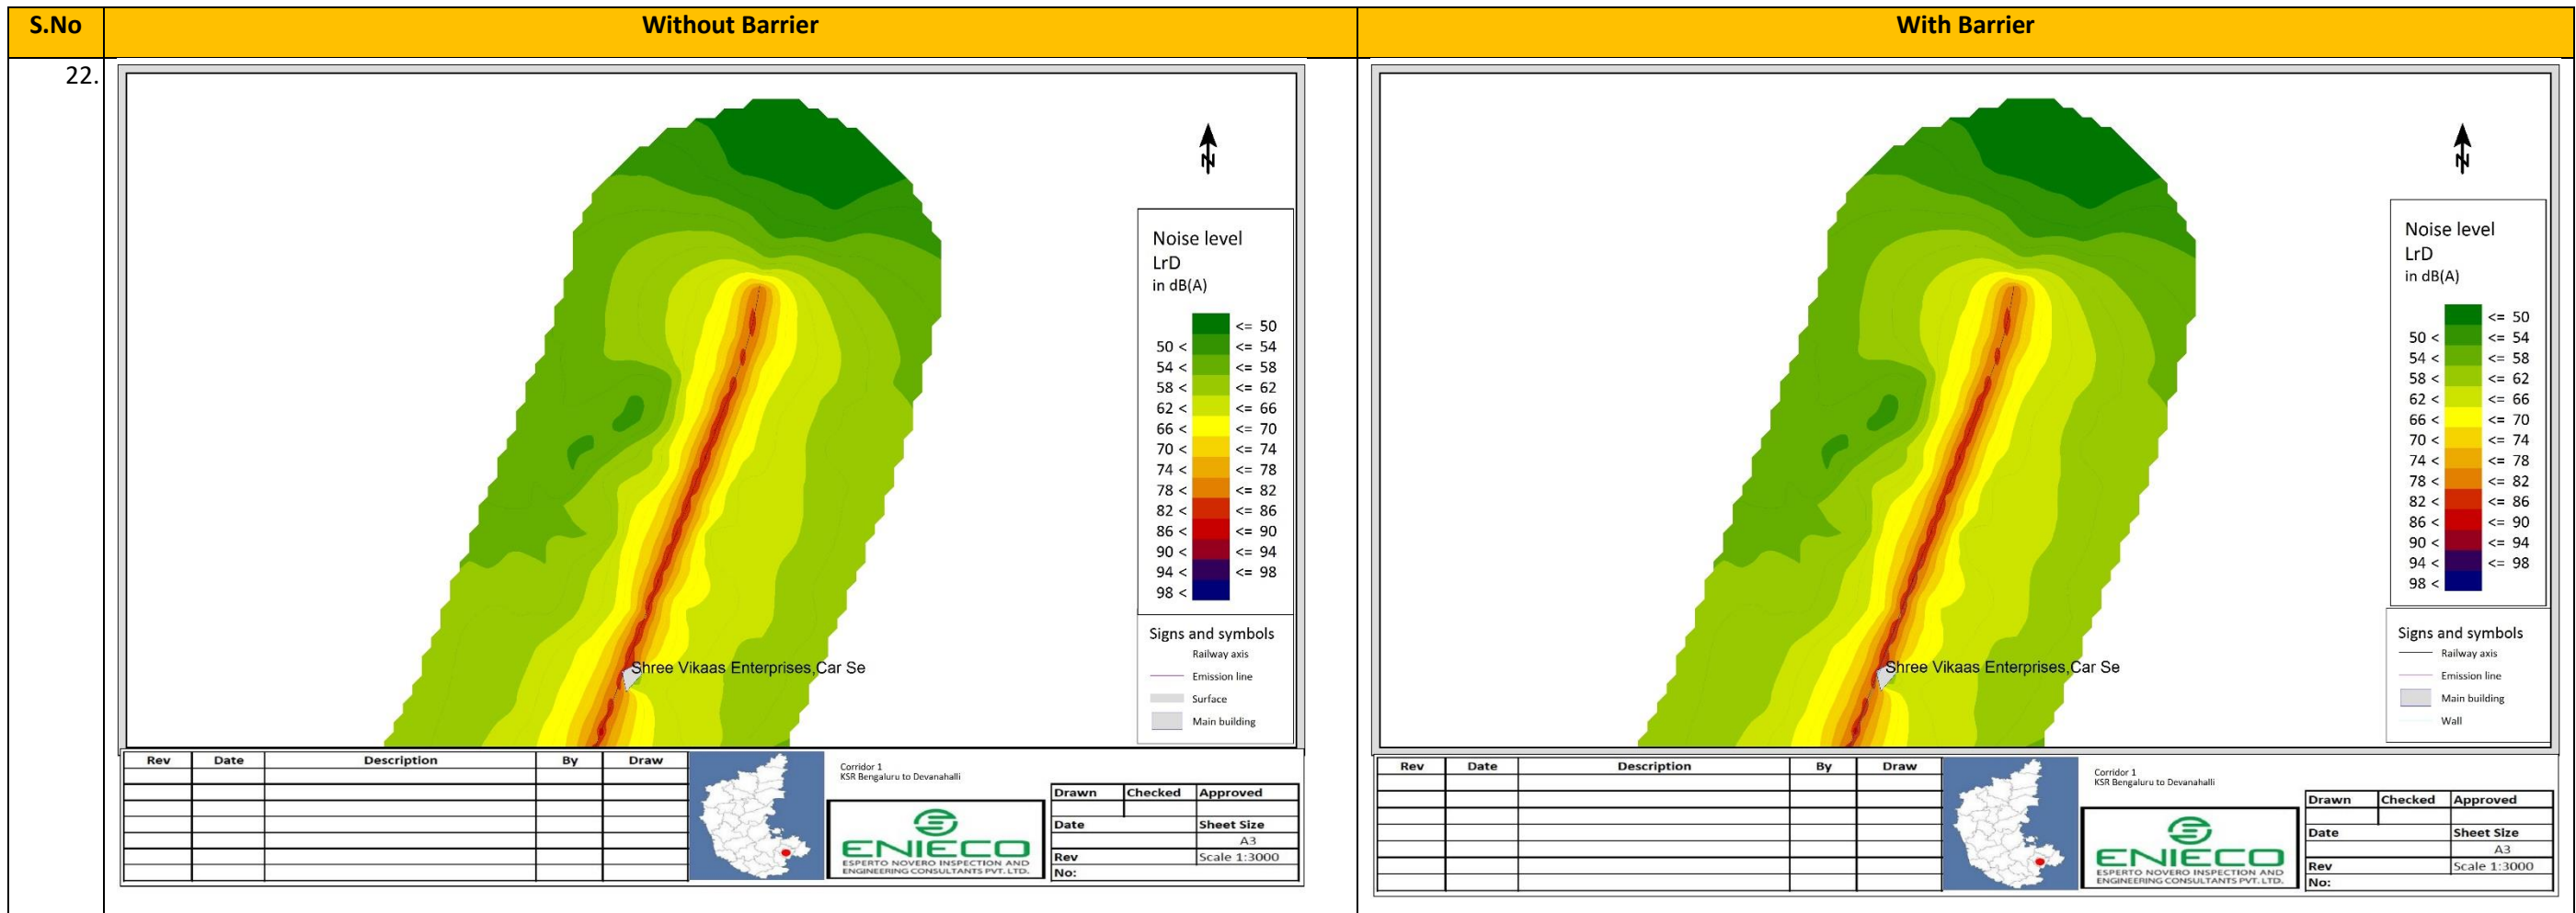 S.No Without Barrier With Barrier
22.
N
Noise level
LrD
in dB(A)
<= 50
50 < <= 54
54 < <= 58
58 < <= 62
62 < <= 66
66 < <= 70
70 < <= 74
74 < <= 78
78 < <= 82
82 < <= 86
86 < <= 90
90 < <= 94
94 < <= 98
98 <
Signs and symbols
Railway axis
Emission line
Surface
Main building
Shree Vikaas Enterprises,Car Se
Rev Date Description By Draw
Corridor 1
KSR Bengaluru to Devanahalli
ENIECO
ESPERTO NOVERO INSPECTION AND
ENGINEERING CONSULTANTS PVT. LTD.
Drawn Checked Approved
Date Sheet Size
A3
Rev Scale 1:3000
No:
N
Noise level
LrD
in dB(A)
<= 50
50 < <= 54
54 < <= 58
58 < <= 62
62 < <= 66
66 < <= 70
70 < <= 74
74 < <= 78
78 < <= 82
82 < <= 86
86 < <= 90
90 < <= 94
94 < <= 98
98 <
Signs and symbols
Railway axis
Emission line
Main building
Wall
Shree Vikaas Enterprises,Car Se
Rev Date Description By Draw
Corridor 1
KSR Bengaluru to Devanahalli
ENIECO
ESPERTO NOVERO INSPECTION AND
ENGINEERING CONSULTANTS PVT. LTD.
Drawn Checked Approved
Date Sheet Size
A3
Rev Scale 1:3000
No: